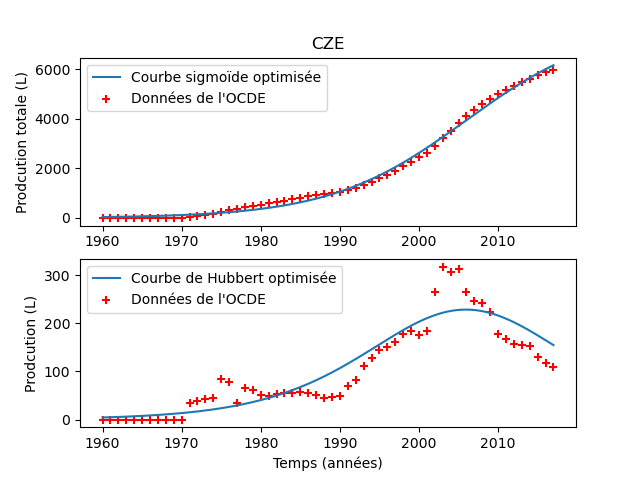 CZE
Prodcution totale (L)
6000
4000
2000
0
Courbe sigmoïde optimisée
Données de l'OCDE
1960 1970 1980 1990 2000 2010
Prodcution (L)
300
200
100
0
Courbe de Hubbert optimisée
Données de l'OCDE
1960 1970 1980 1990 2000 2010
Temps (années)